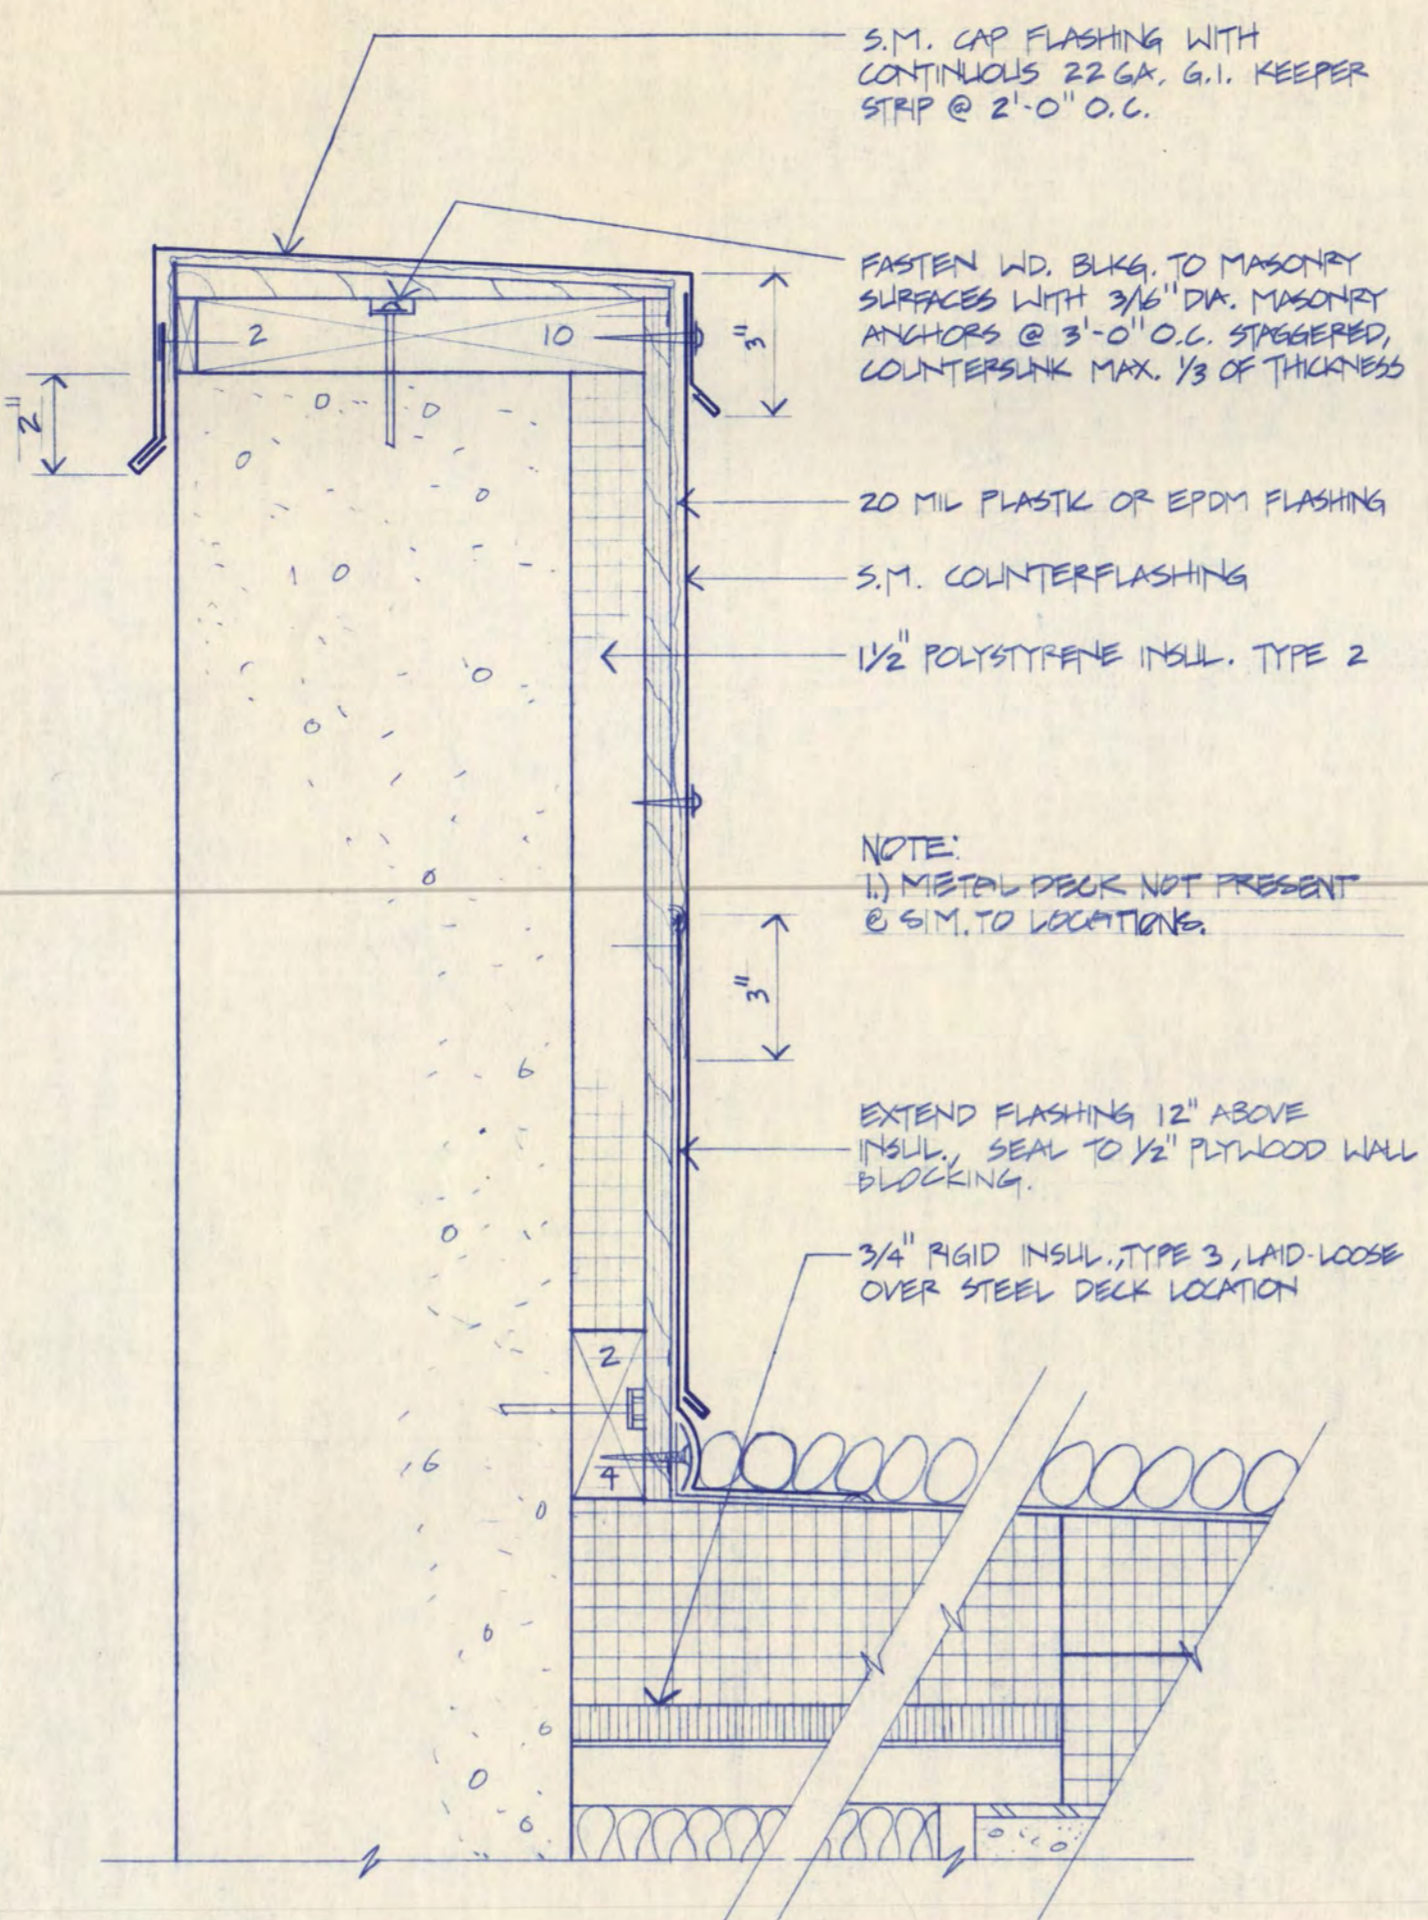 S.M. CAP FLASHING WITH
CONTINUOUS 22 GA. G.I. KEEPER
STRIP @ 2'-0" O.C.
FASTEN WD. BLKG. TO MASONRY
SURFACES WITH 3/16" DIA. MASONRY
ANCHORS @ 3'-0" O.C. STAGGERED,
COUNTERSUNK MAX. 1/3 OF THICKNESS
2 10
3"
2"
20 MIL PLASTIC OR EPDM FLASHING
S.M. COUNTERFLASHING
1 1/2" POLYSTYRENE INSUL. TYPE 2
NOTE:
1.) METAL DECK NOT PRESENT
@ SIM. TO LOCATIONS.
3"
EXTEND FLASHING 12" ABOVE
INSUL., SEAL TO 1/2" PLYWOOD WALL
BLOCKING.
3/4" RIGID INSUL., TYPE 3, LAID-LOOSE
OVER STEEL DECK LOCATION
2
4